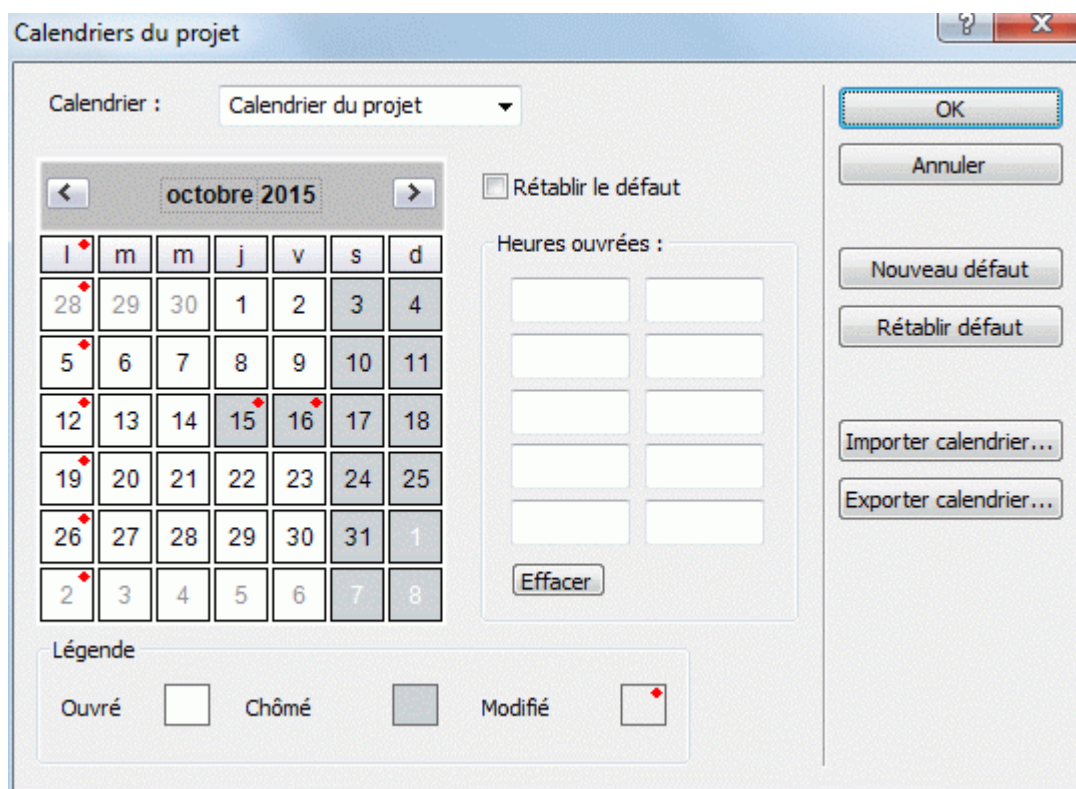 Calendriers du projet
?
X
Calendrier :
Calendrier du projet
OK
Annuler
< octobre 2015 >
Rétablir le défaut
l m m j v s d
28 29 30 1 2 3 4
5 6 7 8 9 10 11
12 13 14 15 16 17 18
19 20 21 22 23 24 25
26 27 28 29 30 31 1
2 3 4 5 6 7 8
Heures ouvrées :
Effacer
Nouveau défaut
Rétablir défaut
Importer calendrier...
Exporter calendrier...
Légende
Ouvré
Chômé
Modifié